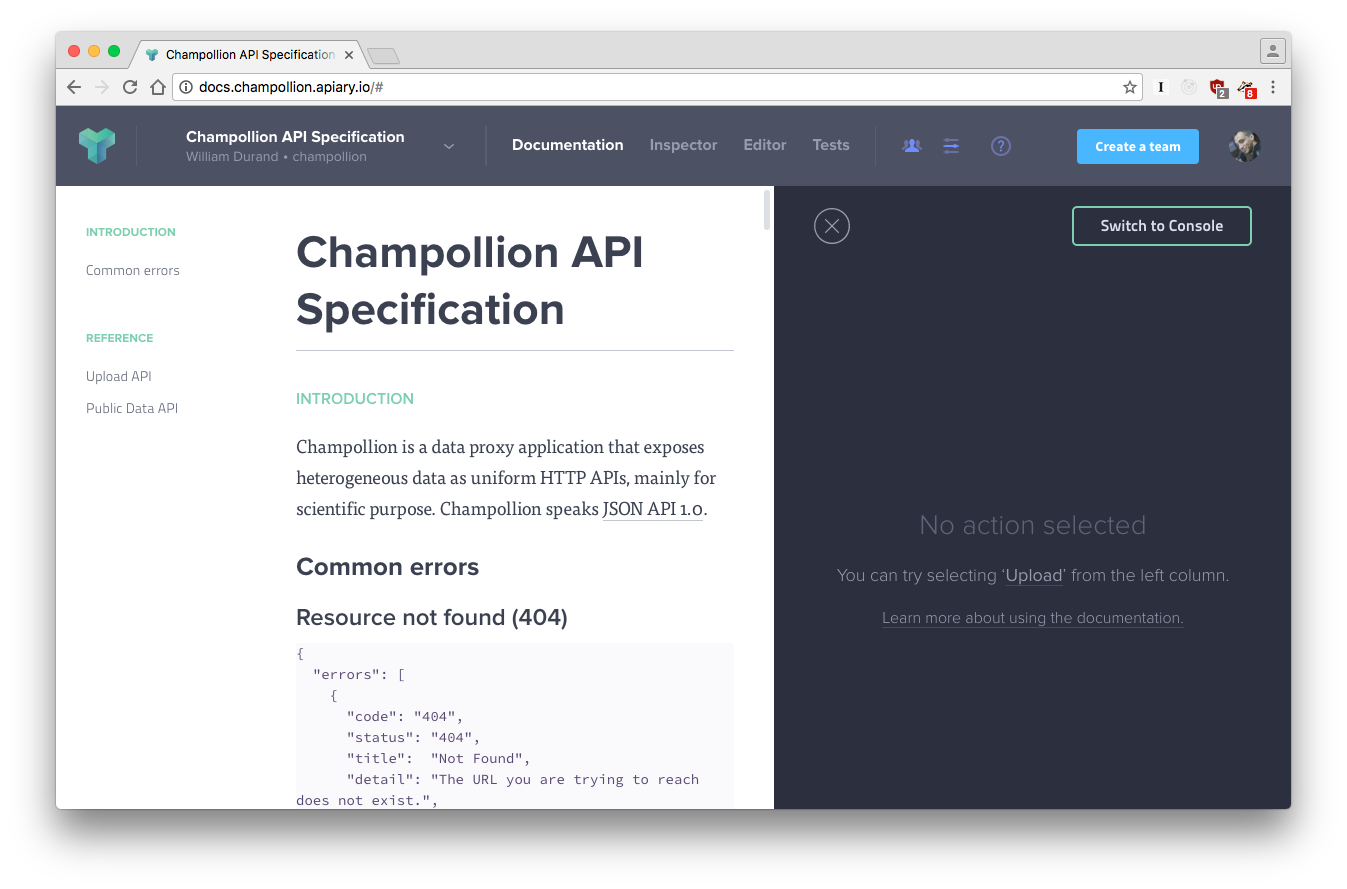 Champollion API Specification
docs.champollion.apiary.io/#
I
2
8
Champollion API Specification
William Durand • champollion
Documentation
Inspector
Editor
Tests
?
Create a team
INTRODUCTION
Common errors
REFERENCE
Upload API
Public Data API
Champollion API
Specification
INTRODUCTION
Champollion is a data proxy application that exposes
heterogeneous data as uniform HTTP APIs, mainly for
scientific purpose. Champollion speaks JSON API 1.0.
Common errors
Resource not found (404)
{
"errors": [
{
"code": "404",
"status": "404",
"title":  "Not Found",
"detail": "The URL you are trying to reach
does not exist.",
Switch to Console
No action selected
You can try selecting ‘Upload’ from the left column.
Learn more about using the documentation.